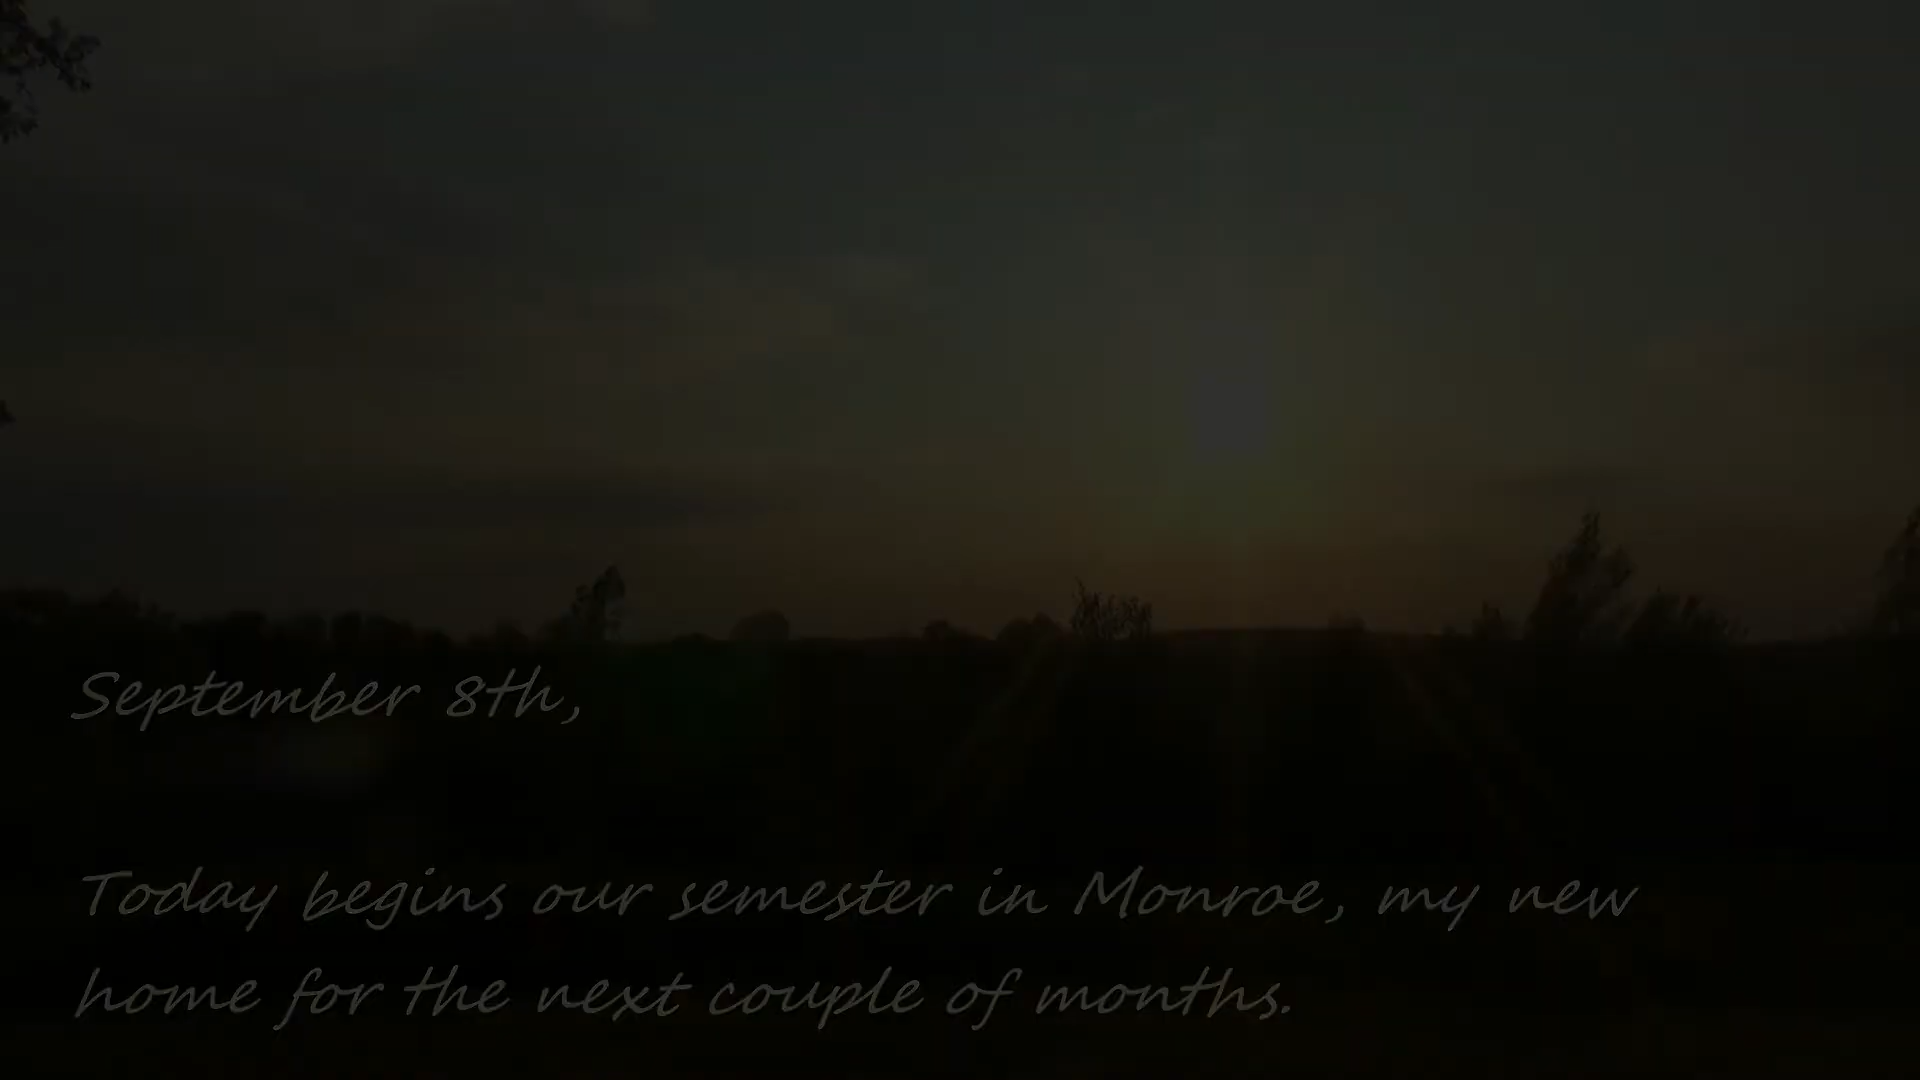 September 8th,
Today begins our semester in Monroe, my new
home for the next couple of months.